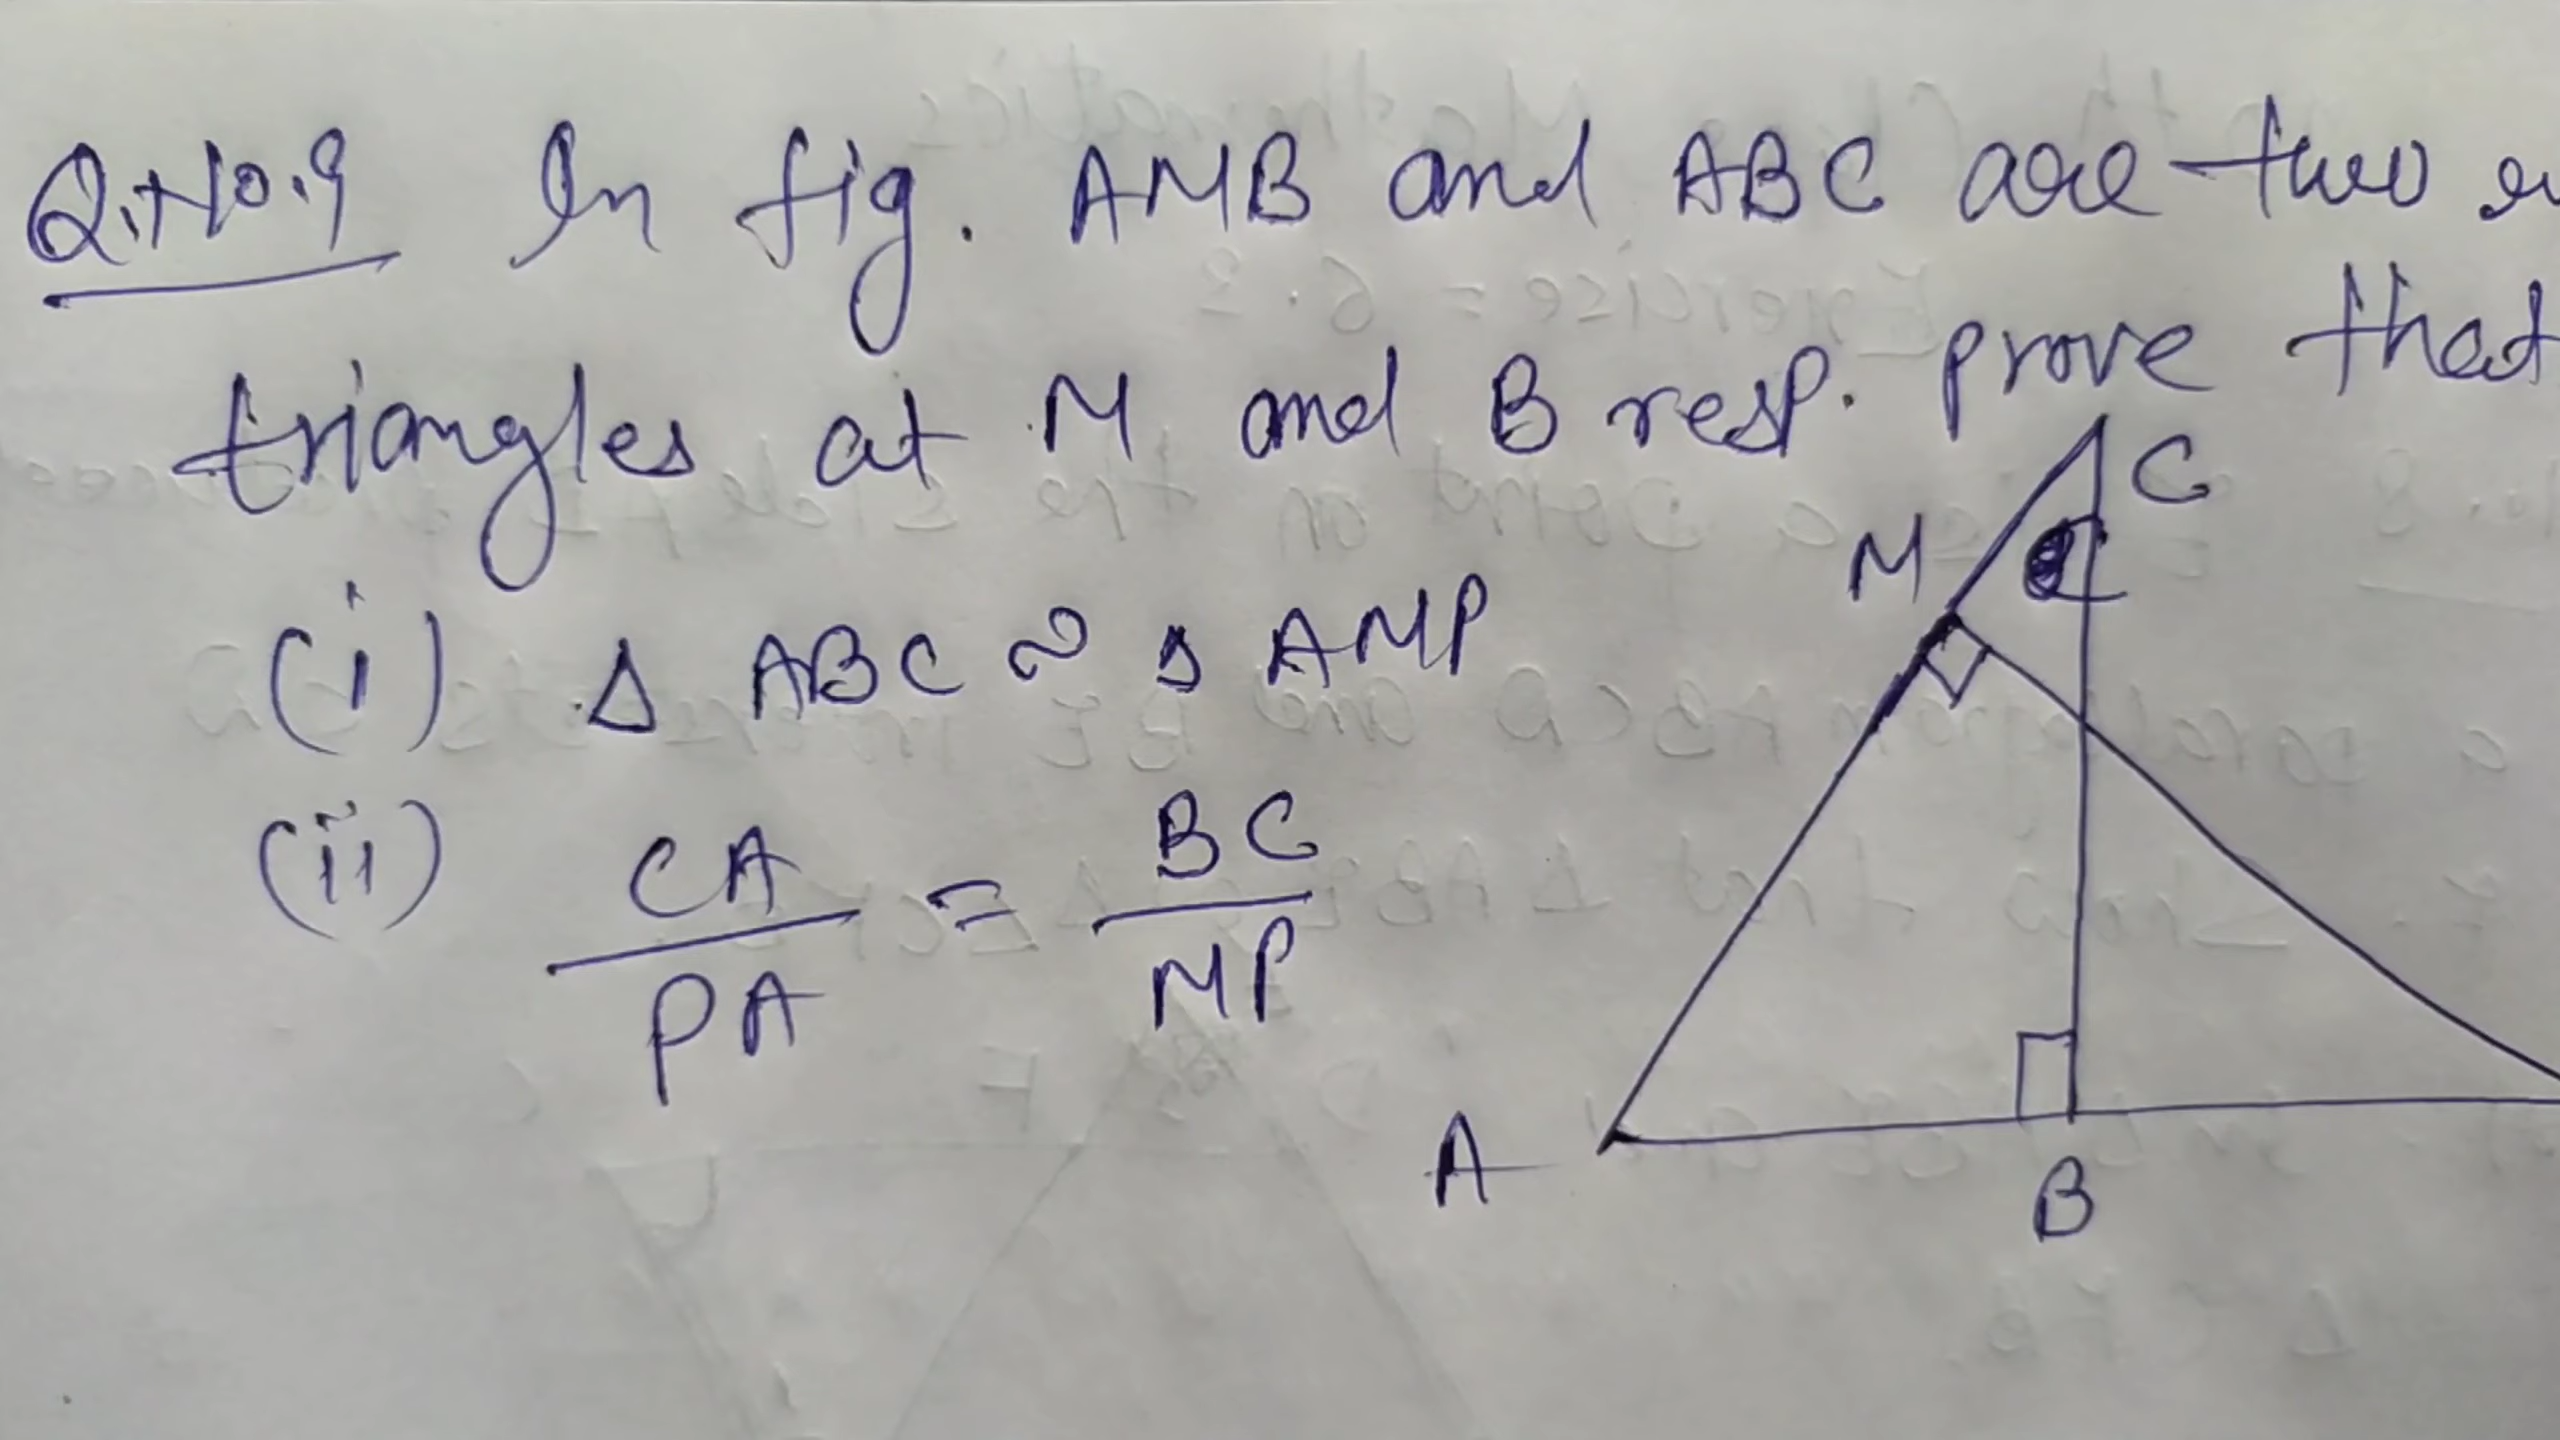 Q.No.9 In fig. AMB and ABC are two
triangles at M and B resp. prove that
(i) Δ ABC ~ Δ AMP
(ii) CA/PA = BC/MP
C
M
A
B